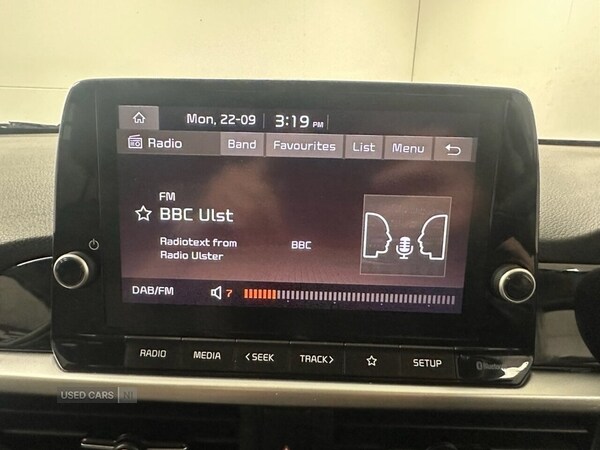 Mon, 22-09 3:19 PM
Radio Band Favourites List Menu
FM
BBC Ulst
Radiotext from BBC
Radio Ulster
DAB/FM 7
RADIO MEDIA <SEEK TRACK> SETUP
USED CARS NI